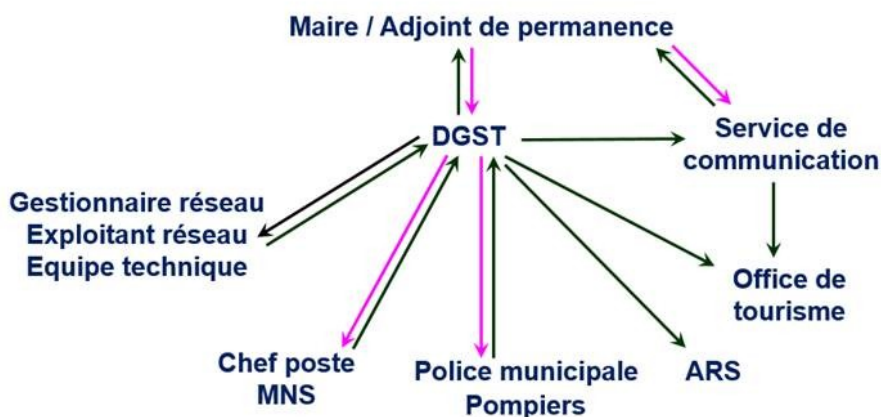 Maire / Adjoint de permanence
DGST
Service de
communication
Gestionnaire réseau
Exploitant réseau
Equipe technique
Office de
tourisme
Chef poste
MNS
Police municipale
Pompiers
ARS